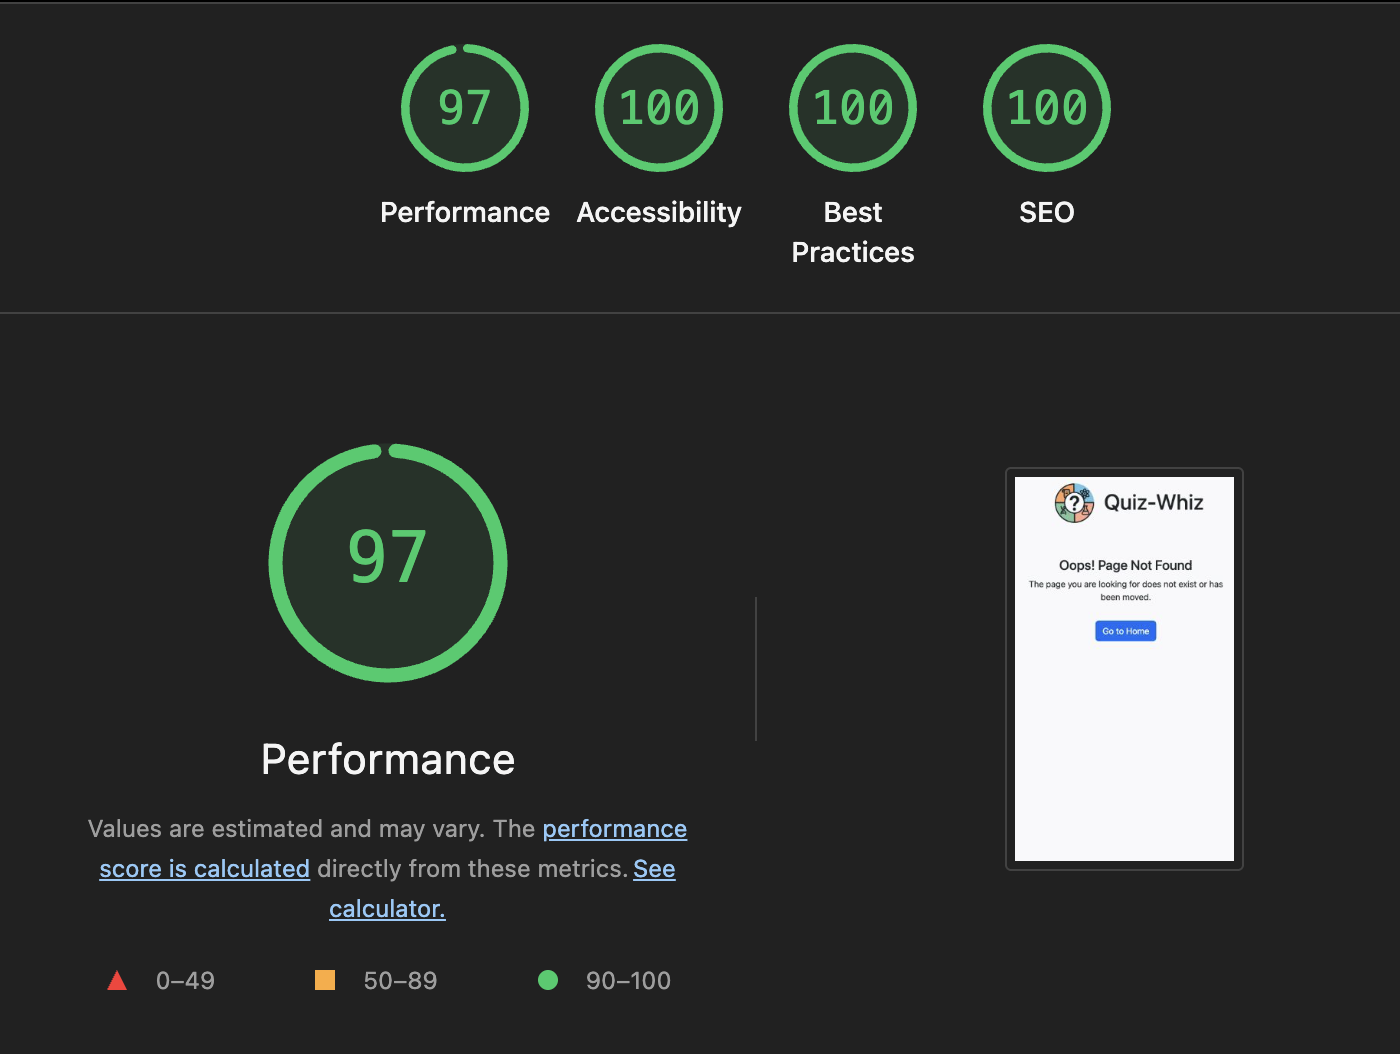 97
100
100
100
Performance
Accessibility
Best
Practices
SEO
97
Performance
Values are estimated and may vary. The performance
score is calculated directly from these metrics. See
calculator.
0–49
50–89
90–100
?
Quiz-Whiz
Oops! Page Not Found
The page you are looking for does not exist or has
been moved.
Go to Home